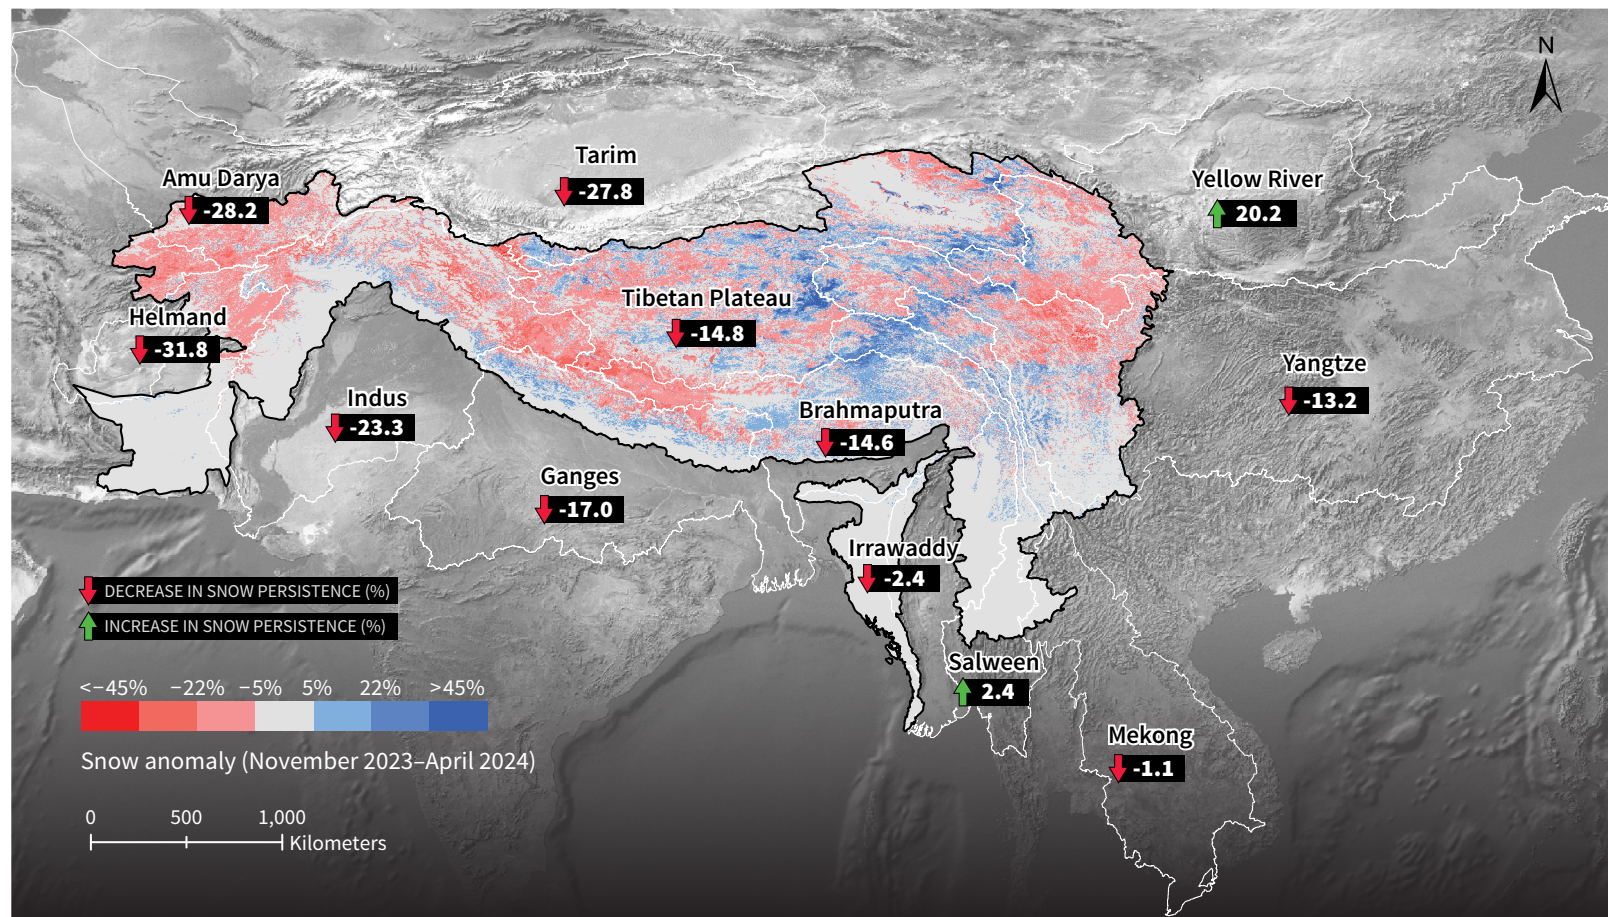 N
Tarim
-27.8
Amu Darya
-28.2
Yellow River
20.2
Tibetan Plateau
-14.8
Helmand
-31.8
Yangtze
-13.2
Indus
-23.3
Brahmaputra
-14.6
Ganges
-17.0
Irrawaddy
-2.4
DECREASE IN SNOW PERSISTENCE (%)
INCREASE IN SNOW PERSISTENCE (%)
Salween
2.4
<−45% −22% −5% 5% 22% >45%
Snow anomaly (November 2023–April 2024)
Mekong
-1.1
0 500 1,000
Kilometers